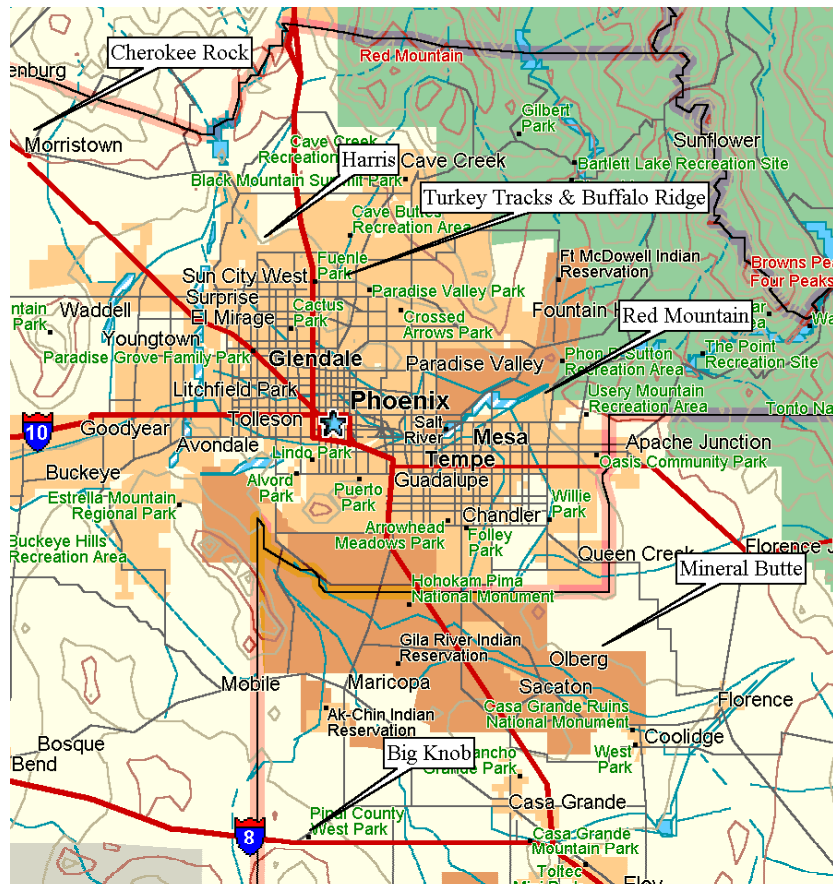 Cherokee Rock
enburg
Red Mountain
Morristown
Gilbert
Park
Sunflower
Cave Creek
Recreation
Harris
Cave Creek
Bartlett Lake Recreation Site
Black Mountain Summit Park
Turkey Tracks & Buffalo Ridge
Cave Buttes
Recreation Area
Fuenle
Park
Ft McDowell Indian
Reservation
Browns Pe
Four Peaks
Sun City West
Surprise
El Mirage
Paradise Valley Park
Fountain
Waddell
Cactus
Park
Crossed
Arrows Park
Red Mountain
ntain
Park
Youngtown
Paradise Grove Family Park
Glendale
Paradise Valley
Phon D Sutton
Recreation Area
The Point
Recreation Site
Litchfield Park
Phoenix
Usery Mountain
Recreation Area
Tonto Na
10
Goodyear
Tolleson
Salt
River
Mesa
Avondale
Lindo Park
Tempe
Apache Junction
Oasis Community Park
Buckeye
Alvord
Park
Puerto
Park
Guadalupe
Estrella Mountain
Regional Park
Chandler
Willie
Park
Arrowhead
Meadows Park
Folley
Park
Buckeye Hills
Recreation Area
Queen Creek
Florence J
Mineral Butte
Hohokam Pima
National Monument
Gila River Indian
Reservation
Olberg
Mobile
Maricopa
Sacaton
Florence
Casa Grande Ruins
National Monument
Ak-Chin Indian
Reservation
Coolidge
Bosque
Bend
Big Knob
ancho
Grande Park
West
Park
Casa Grande
Pinal County
West Park
8
Casa Grande
Mountain Park
Toltec
Eloy